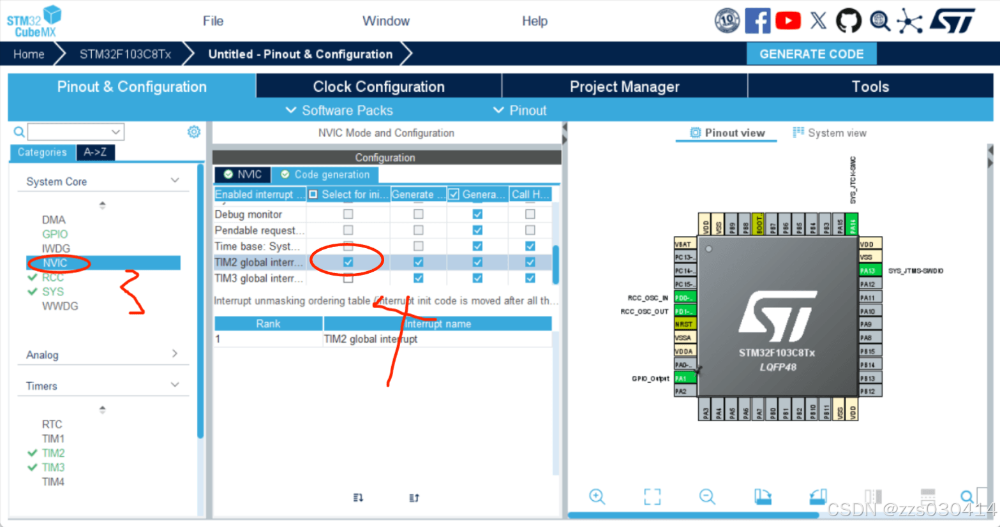 STM32
CubeMX
File
Window
Help
10
Home
STM32F103C8Tx
Untitled - Pinout & Configuration
GENERATE CODE
Pinout & Configuration
Clock Configuration
Project Manager
Tools
Software Packs
Pinout
Categories
A->Z
System Core
DMA
GPIO
IWDG
NVIC
RCC
SYS
WWDG
Analog
Timers
RTC
TIM1
TIM2
TIM3
TIM4
NVIC Mode and Configuration
Configuration
NVIC
Code generation
Enabled interrupt ...
Select for ini...
Generate ...
Genera...
Call H...
Debug monitor
Pendable request...
Time base: Syst...
TIM2 global interr...
TIM3 global interr...
Interrupt unmasking ordering table (interrupt init code is moved after all th...
Rank
Interrupt name
1
TIM2 global interrupt
Pinout view
System view
SYS_JTCK-SWC
VDD
VSS
PB9
PB8
BOOT..
PB7
PB6
PB5
PB4
PB3
PA15
PA14
VBAT
PC13-..
PC14-..
PC15-..
RCC_OSC_IN
PD0-..
RCC_OSC_OUT
PD1-..
NRST
VSSA
VDDA
PA0-..
GPIO_Output
PA1
PA2
VDD
VSS
PA13
SYS_JTMS-SWDIO
PA12
PA11
PA10
PA9
PA8
PB15
PB14
PB13
PB12
STM32F103C8Tx
LQFP48
PA3
PA4
PA5
PA6
PA7
PB0
PB1
PB2
PB10
PB11
VSS
VDD
CSDN @zzs030414